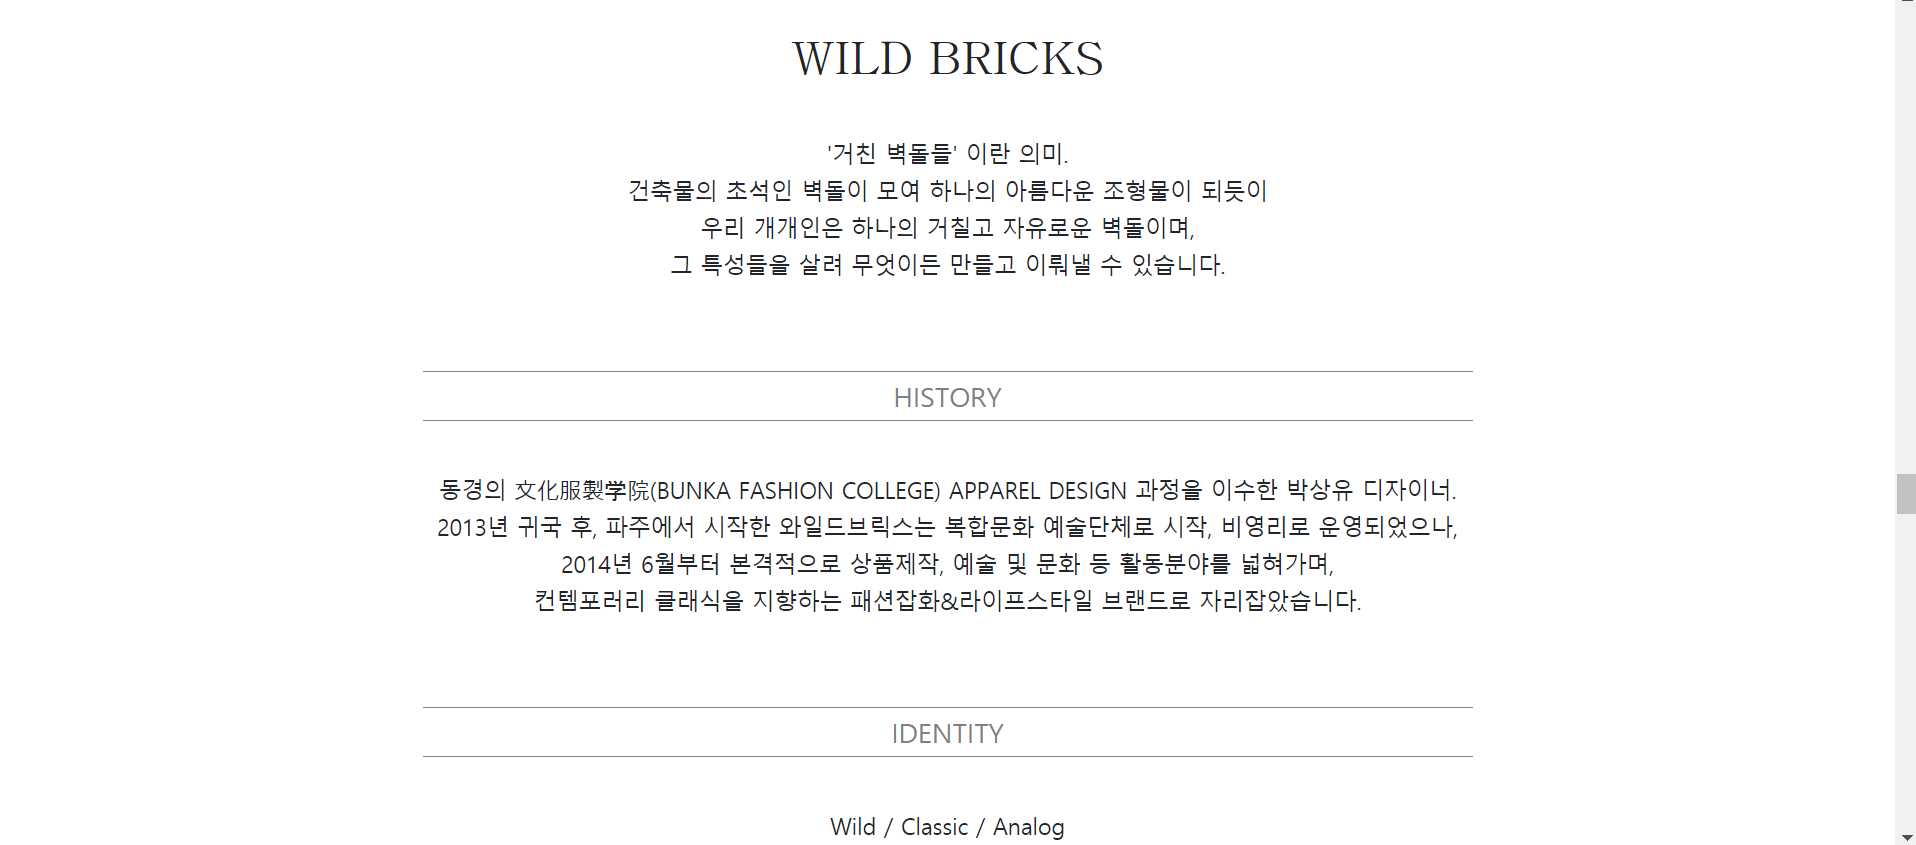 WILD BRICKS
'거친 벽돌들' 이란 의미.
건축물의 초석인 벽돌이 모여 하나의 아름다운 조형물이 되듯이
우리 개개인은 하나의 거칠고 자유로운 벽돌이며,
그 특성들을 살려 무엇이든 만들고 이뤄낼 수 있습니다.
HISTORY
동경의 文化服製学院(BUNKA FASHION COLLEGE) APPAREL DESIGN 과정을 이수한 박상유 디자이너.
2013년 귀국 후, 파주에서 시작한 와일드브릭스는 복합문화 예술단체로 시작, 비영리로 운영되었으나,
2014년 6월부터 본격적으로 상품제작, 예술 및 문화 등 활동분야를 넓혀가며,
컨템포러리 클래식을 지향하는 패션잡화&라이프스타일 브랜드로 자리잡았습니다.
IDENTITY
Wild / Classic / Analog